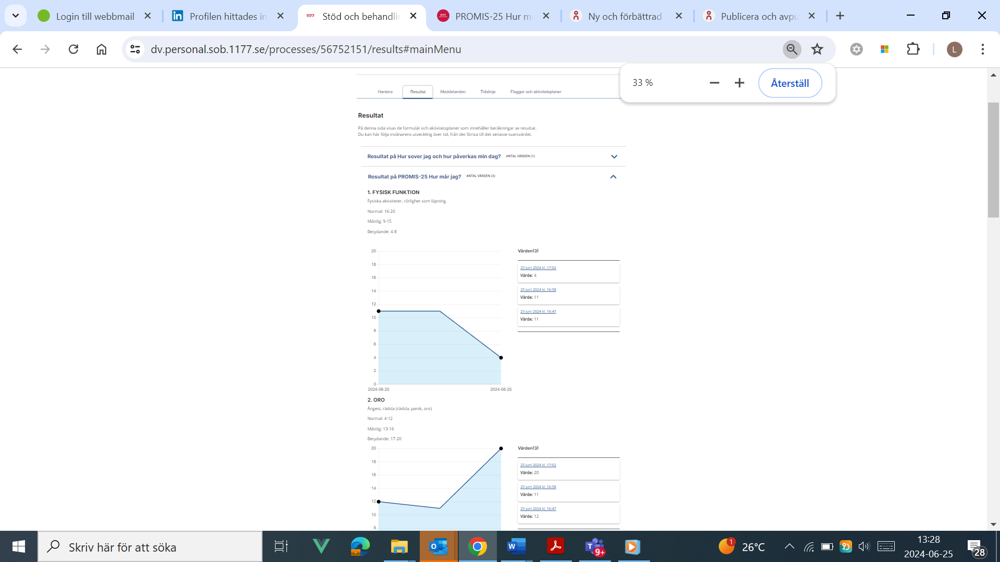 Login till webbmail
Profilen hittades in
1177 Stöd och behandlin
PROMIS-25 Hur m
Ny och förbättrad
Publicera och avpu
dv.personal.sob.1177.se/processes/56752151/results#mainMenu
L
33 %
Återställ
Hantera Resultat Meddelanden Tidslinje Flaggor och aktivitetsplaner
Resultat
På denna sida visas de formulär och aktivitetsplaner som innehåller beräkningar av resultat.
Du kan här följa invånarens utveckling över tid, från det första till det senaste svarsvärdet.
Resultat på Hur sover jag och hur påverkas min dag? ANTAL VÄRDEN (1)
Resultat på PROMIS-25 Hur mår jag? ANTAL VÄRDEN (3)
1. FYSISK FUNKTION
Fysiska aktiviteter, rörlighet som löpning.
Normal: 16-20
Måttlig: 9-15
Betydande: 4-8
20
18
16
14
12
10
8
6
4
2
0
2024-06-25 2024-06-25
Värden(3)
25 juni 2024 kl. 17:02
Värde: 4
25 juni 2024 kl. 16:58
Värde: 11
25 juni 2024 kl. 16:47
Värde: 11
2. ORO
Ångest, rädsla (rädsla, panik, oro)
Normal: 4-12
Måttlig: 13-16
Betydande: 17-20
20
18
16
14
12
10
8
Värden(3)
25 juni 2024 kl. 17:02
Värde: 20
25 juni 2024 kl. 16:58
Värde: 11
25 juni 2024 kl. 16:47
Värde: 12
Skriv här för att söka
9+
1
26°C
13:28
2024-06-25
28